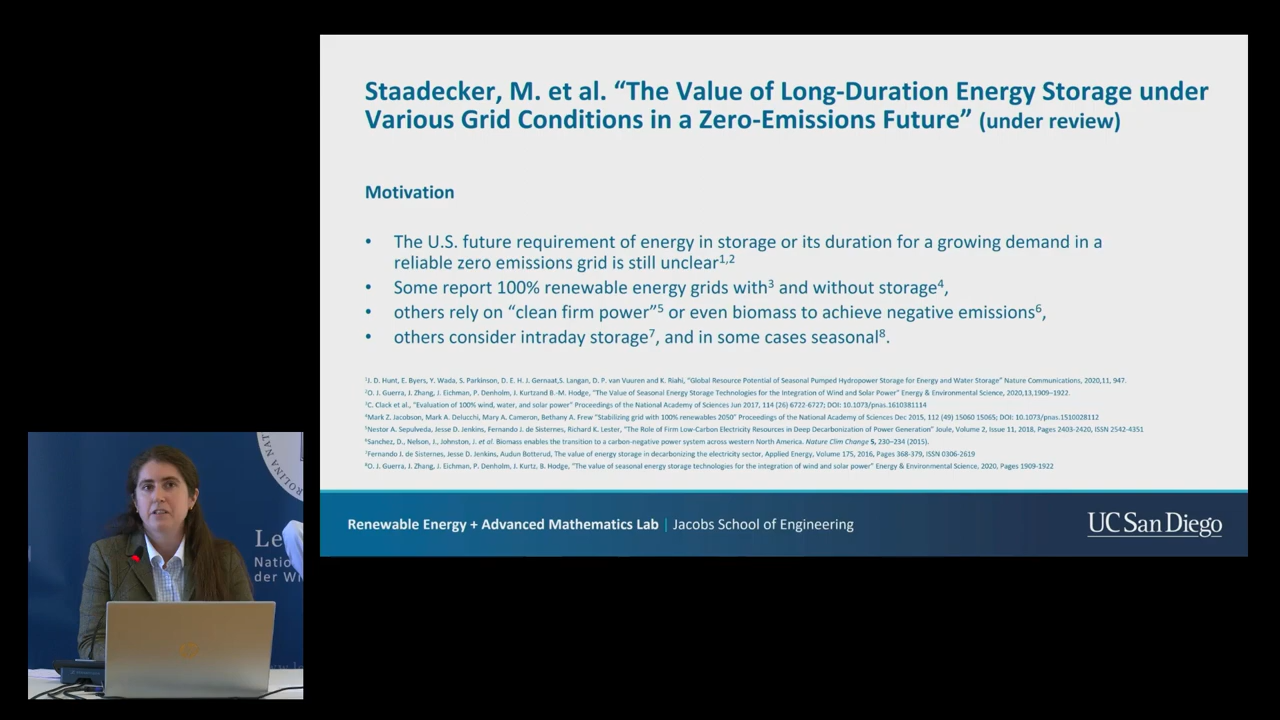 Staadecker, M. et al. “The Value of Long-Duration Energy Storage under
Various Grid Conditions in a Zero-Emissions Future” (under review)
Motivation
• The U.S. future requirement of energy in storage or its duration for a growing demand in a
reliable zero emissions grid is still unclear1,2
• Some report 100% renewable energy grids with3 and without storage4,
• others rely on “clean firm power”5 or even biomass to achieve negative emissions6,
• others consider intraday storage7, and in some cases seasonal8.
1J. D. Hunt, E. Byers, Y. Wada, S. Parkinson, D. E. H. J. Gernaat,S. Langan, D. P. van Vuuren and K. Riahi, “Global Resource Potential of Seasonal Pumped Hydropower Storage for Energy and Water Storage” Nature Communications, 2020,11, 947.
2O. J. Guerra, J. Zhang, J. Eichman, P. Denholm, J. Kurtzand B.-M. Hodge, “The Value of Seasonal Energy Storage Technologies for the Integration of Wind and Solar Power” Energy & Environmental Science, 2020,13,1909–1922.
3C. Clack et al., “Evaluation of 100% wind, water, and solar power” Proceedings of the National Academy of Sciences Jun 2017, 114 (26) 6722-6727; DOI: 10.1073/pnas.1610381114
4Mark Z. Jacobson, Mark A. Delucchi, Mary A. Cameron, Bethany A. Frew “Stabilizing grid with 100% renewables 2050” Proceedings of the National Academy of Sciences Dec 2015, 112 (49) 15060 15065; DOI: 10.1073/pnas.1510028112
5Nestor A. Sepulveda, Jesse D. Jenkins, Fernando J. de Sisternes, Richard K. Lester, “The Role of Firm Low-Carbon Electricity Resources in Deep Decarbonization of Power Generation” Joule, Volume 2, Issue 11, 2018, Pages 2403-2420, ISSN 2542-4351
6Sanchez, D., Nelson, J., Johnston, J. et al. Biomass enables the transition to a carbon-negative power system across western North America. Nature Clim Change 5, 230–234 (2015).
7Fernando J. de Sisternes, Jesse D. Jenkins, Audun Botterud, The value of energy storage in decarbonizing the electricity sector, Applied Energy, Volume 175, 2016, Pages 368-379, ISSN 0306-2619
8O. J. Guerra, J. Zhang, J. Eichman, P. Denholm, J. Kurtz, B. Hodge, “The value of seasonal energy storage technologies for the integration of wind and solar power” Energy & Environmental Science, 2020, Pages 1909-1922
Renewable Energy + Advanced Mathematics Lab | Jacobs School of Engineering
UC San Diego
Le
Natio
der Wi